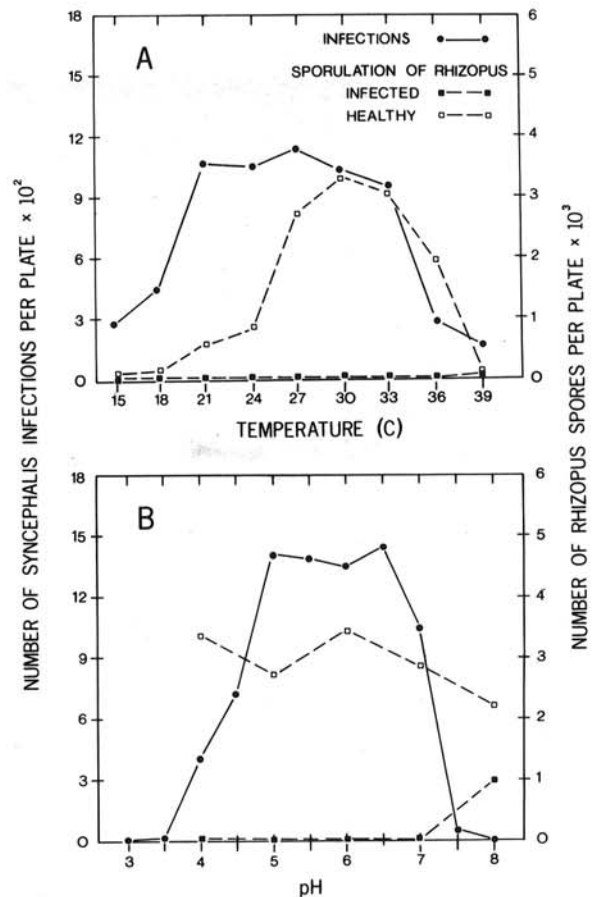 A
INFECTIONS
SPORULATION OF RHIZOPUS
INFECTED
HEALTHY
18
15
12
9
6
3
0
6
5
4
3
2
1
0
15 18 21 24 27 30 33 36 39
TEMPERATURE (C)
NUMBER OF SYNCEPHALIS INFECTIONS PER PLATE × 10²
NUMBER OF RHIZOPUS SPORES PER PLATE × 10³
B
18
15
12
9
6
3
0
6
5
4
3
2
1
0
3 4 5 6 7 8
pH